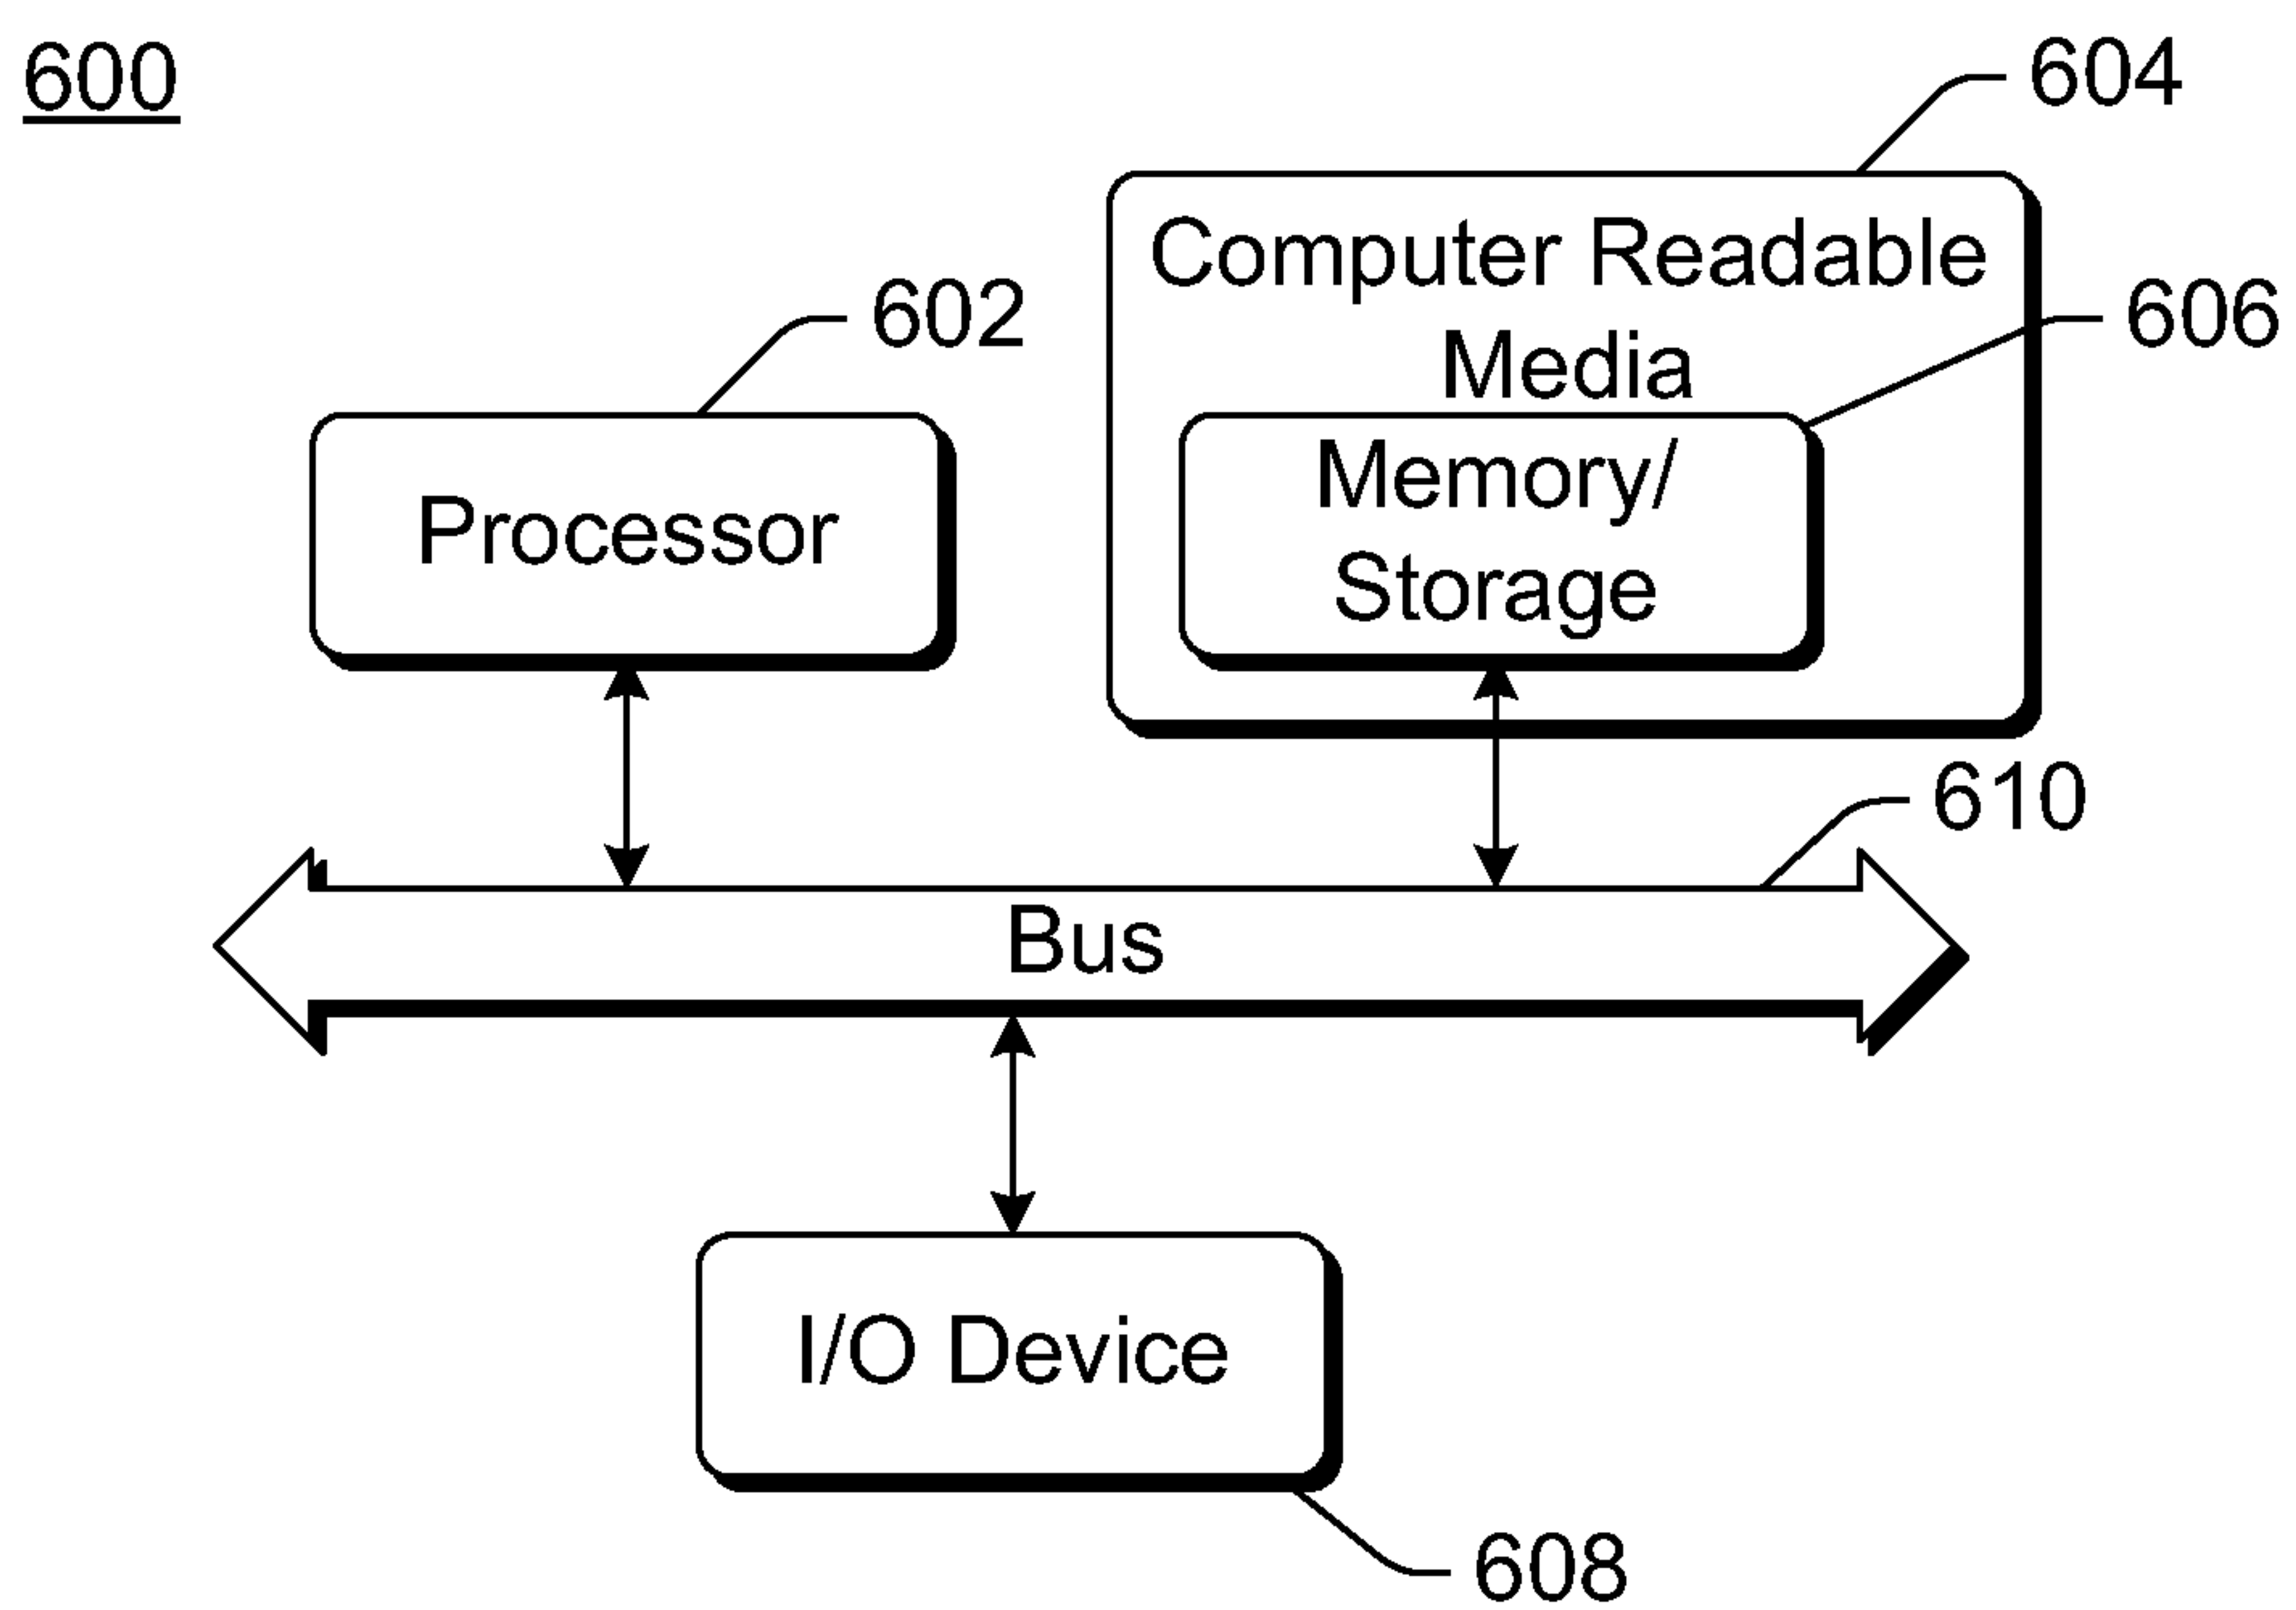 600
604
Computer Readable
Media
606
602
Memory/
Storage
Processor
610
Bus
I/O Device
608